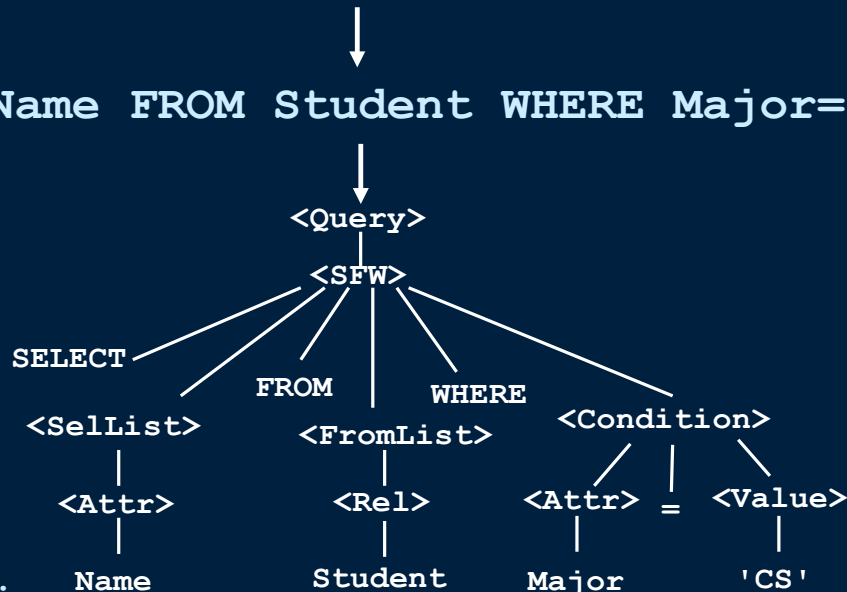 Name FROM Student WHERE Major=
<Query>
<SFW>
SELECT
FROM WHERE
<SelList> <FromList> <Condition>
<Attr> <Rel> <Attr> = <Value>
. Name Student Major 'CS'